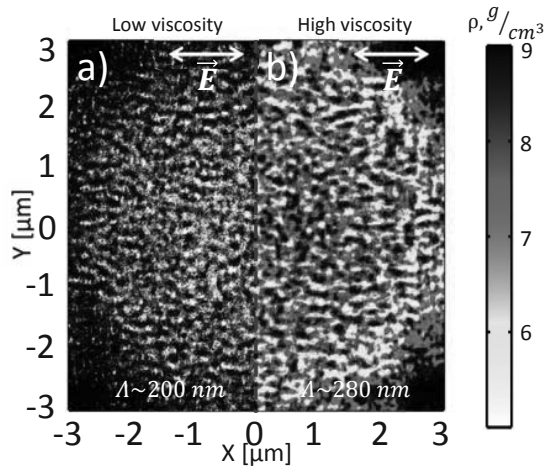 Low viscosity High viscosity ρ, g/cm³
a) E⃗ b) E⃗
3
2
1
0
-1
-2
-3
Y [μm]
Λ~200 nm Λ~280 nm
-3 -2 -1 0 1 2 3
X [μm]
9
8
7
6